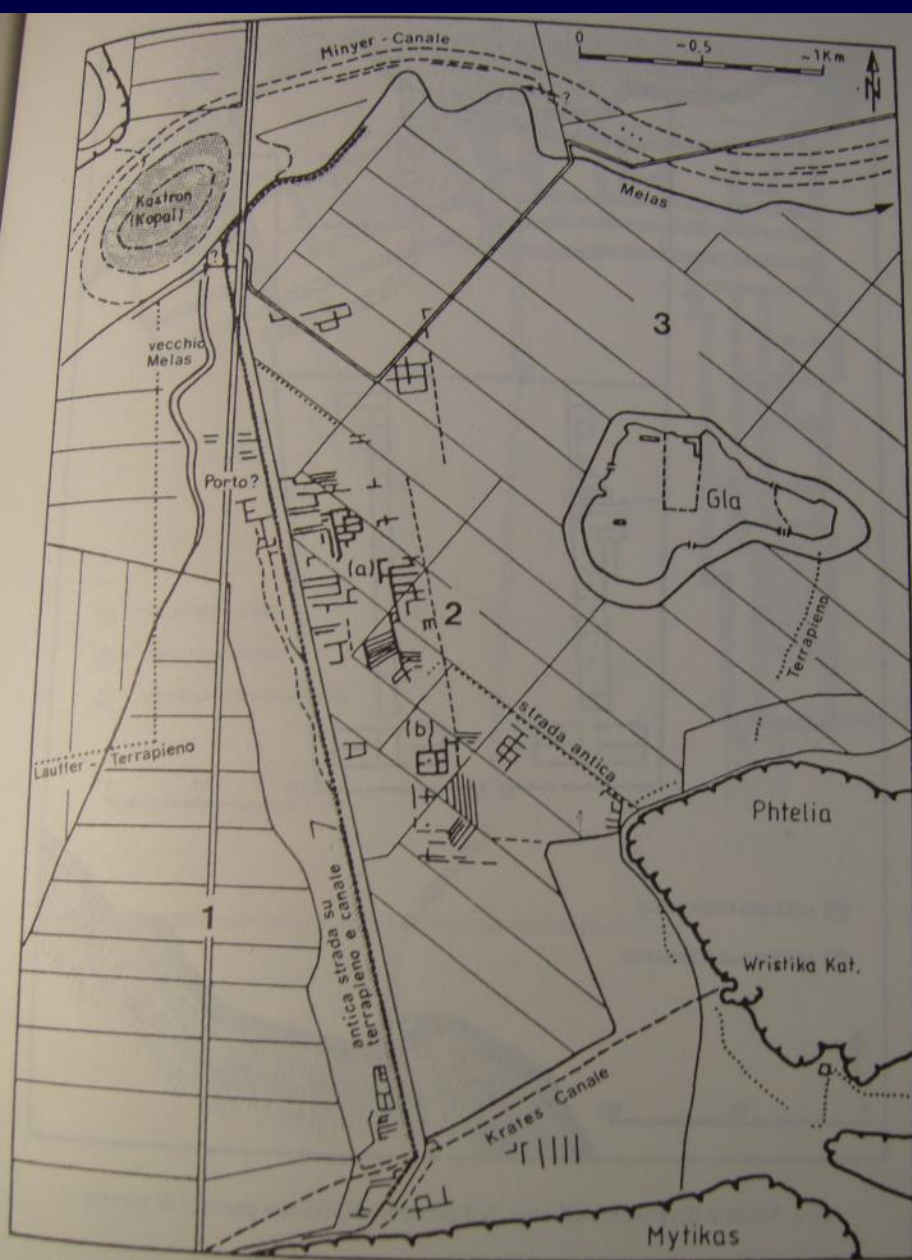 Minyer-Canale
0 ~0,5 ~1Km
N
?
Kastron
(Kopai)
Melas
?
vecchio
Melas
3
Porto?
Gla
(a)
2
Terrapieno
strada antica
(b)
Lauffer-Terrapieno
Phtelia
antica strada su
terrapieno e canale
1
Wristika Kat.
Krates-Canale
Mytikas